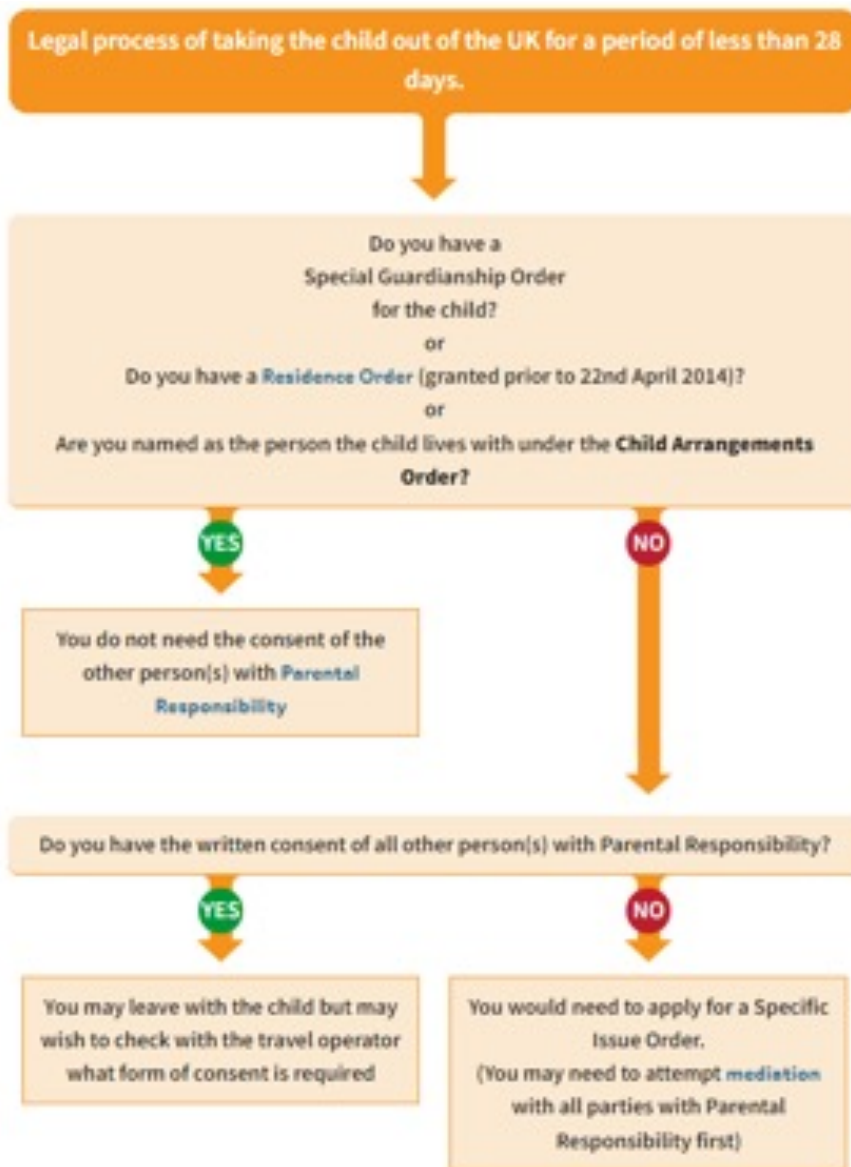 Legal process of taking the child out of the UK for a period of less than 28
days.
Do you have a
Special Guardianship Order
for the child?
or
Do you have a Residence Order (granted prior to 22nd April 2014)?
or
Are you named as the person the child lives with under the Child Arrangements
Order?
YES
NO
You do not need the consent of the
other person(s) with Parental
Responsibility
Do you have the written consent of all other person(s) with Parental Responsibility?
YES
NO
You may leave with the child but may
wish to check with the travel operator
what form of consent is required
You would need to apply for a Specific
Issue Order.
(You may need to attempt mediation
with all parties with Parental
Responsibility first)